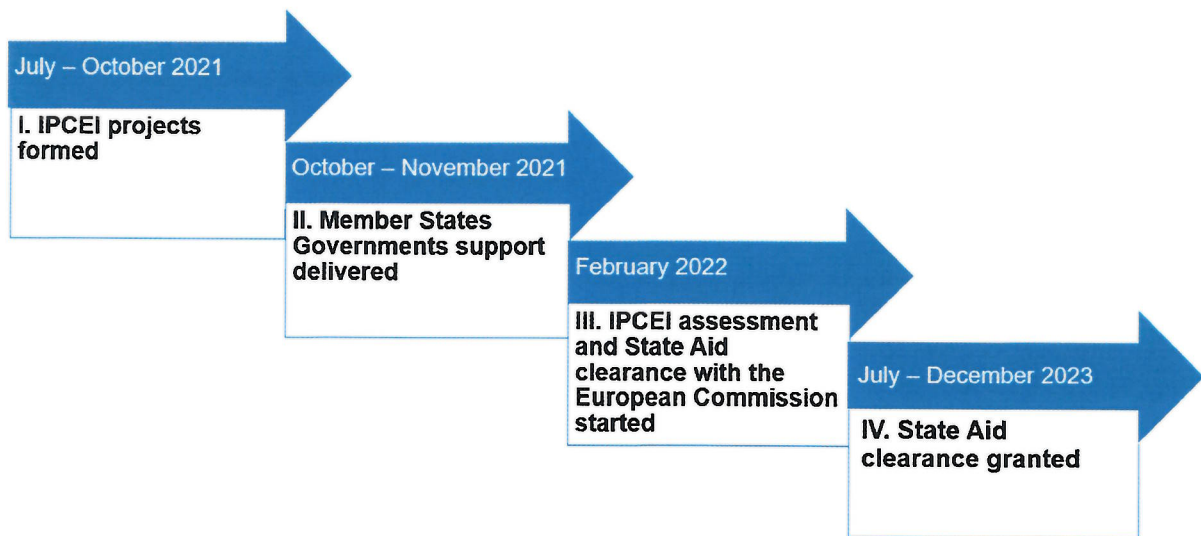 July – October 2021
I. IPCEI projects
formed
October – November 2021
II. Member States
Governments support
delivered
February 2022
III. IPCEI assessment
and State Aid
clearance with the
European Commission
started
July – December 2023
IV. State Aid
clearance granted